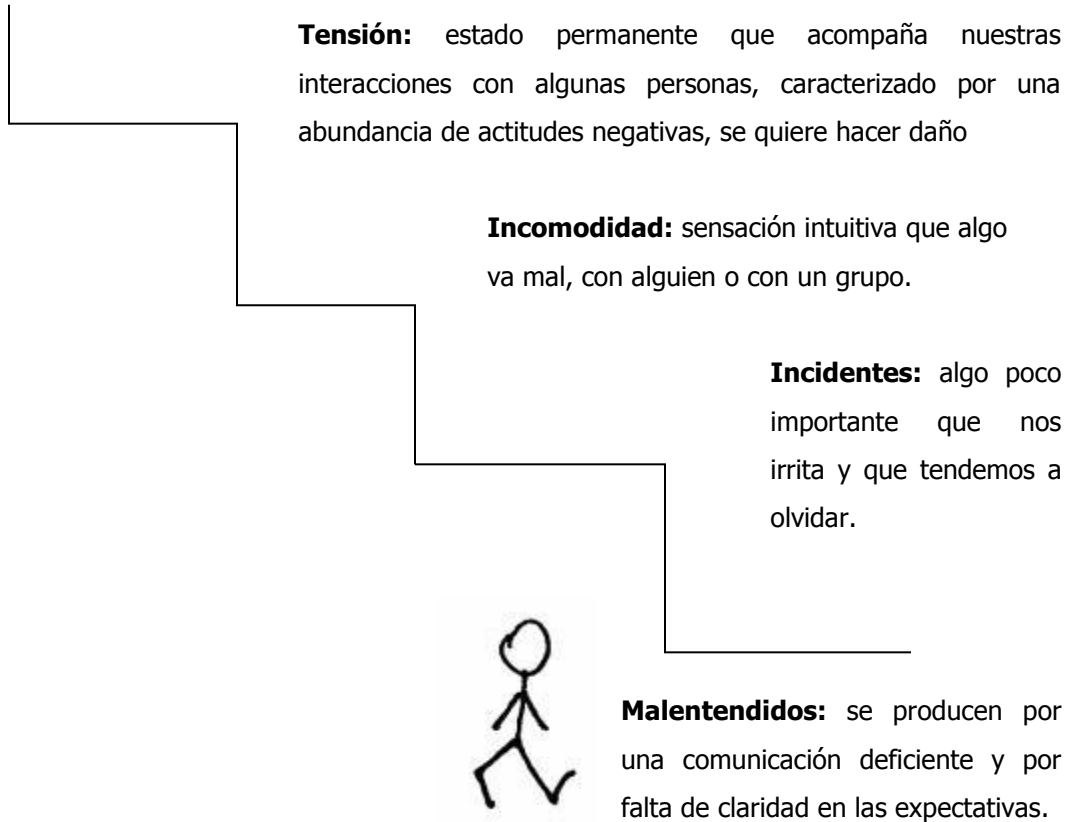 Tensión: estado permanente que acompaña nuestras
interacciones con algunas personas, caracterizado por una
abundancia de actitudes negativas, se quiere hacer daño
Incomodidad: sensación intuitiva que algo
va mal, con alguien o con un grupo.
Incidentes: algo poco
importante que nos
irrita y que tendemos a
olvidar.
Malentendidos: se producen por
una comunicación deficiente y por
falta de claridad en las expectativas.